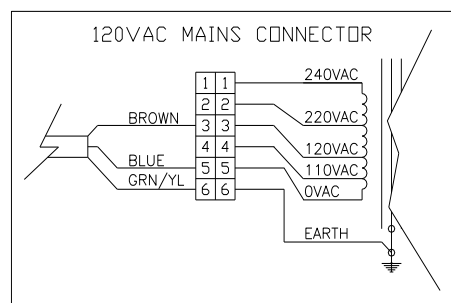 120VAC MAINS CONNECTOR
240VAC
1 1
2 2
220VAC
BROWN
3 3
120VAC
4 4
110VAC
BLUE
5 5
0VAC
GRN/YL
6 6
EARTH